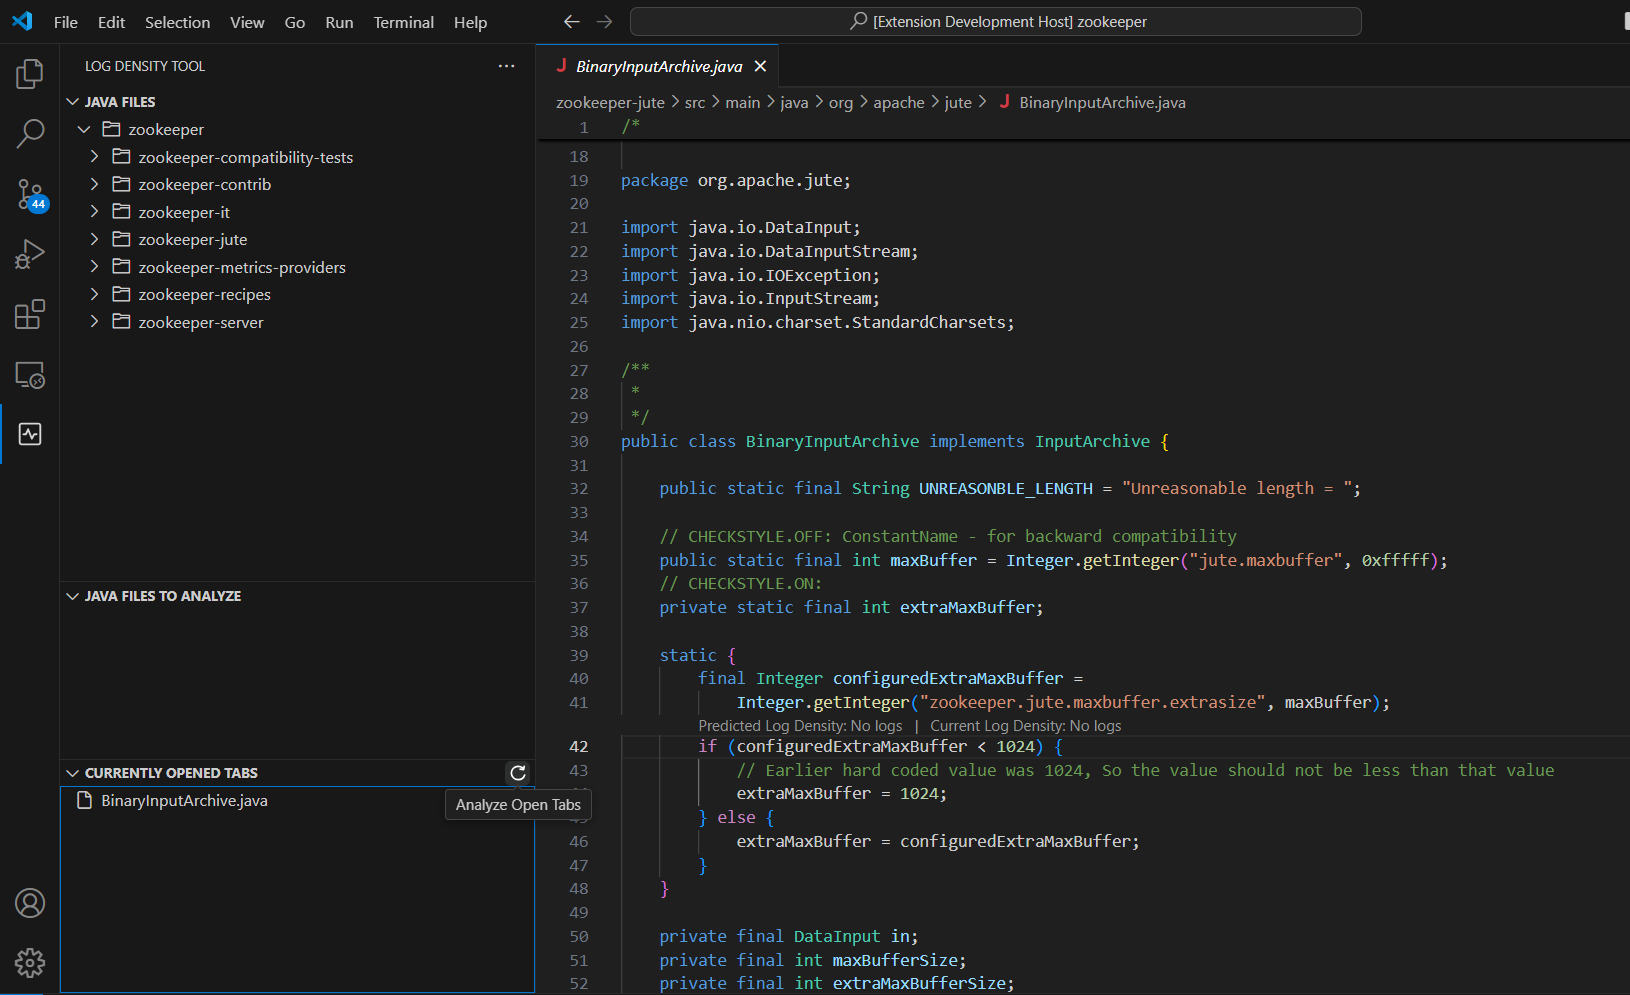 File Edit Selection View Go Run Terminal Help
[Extension Development Host] zookeeper
LOG DENSITY TOOL
JAVA FILES
zookeeper
zookeeper-compatibility-tests
zookeeper-contrib
zookeeper-it
zookeeper-jute
zookeeper-metrics-providers
zookeeper-recipes
zookeeper-server
44
JAVA FILES TO ANALYZE
CURRENTLY OPENED TABS
BinaryInputArchive.java
Analyze Open Tabs
J BinaryInputArchive.java
zookeeper-jute > src > main > java > org > apache > jute > J BinaryInputArchive.java
1 /*
18
19 package org.apache.jute;
20
21 import java.io.DataInput;
22 import java.io.DataInputStream;
23 import java.io.IOException;
24 import java.io.InputStream;
25 import java.nio.charset.StandardCharsets;
26
27 /**
28 *
29 */
30 public class BinaryInputArchive implements InputArchive {
31
32 public static final String UNREASONBLE_LENGTH = "Unreasonable length = ";
33
34 // CHECKSTYLE.OFF: ConstantName - for backward compatibility
35 public static final int maxBuffer = Integer.getInteger("jute.maxbuffer", 0xfffff);
36 // CHECKSTYLE.ON:
37 private static final int extraMaxBuffer;
38
39 static {
40 final Integer configuredExtraMaxBuffer =
41 Integer.getInteger("zookeeper.jute.maxbuffer.extrasize", maxBuffer);
Predicted Log Density: No logs | Current Log Density: No logs
42 if (configuredExtraMaxBuffer < 1024) {
43 // Earlier hard coded value was 1024, So the value should not be less than that value
extraMaxBuffer = 1024;
} else {
46 extraMaxBuffer = configuredExtraMaxBuffer;
47 }
48 }
49
50 private final DataInput in;
51 private final int maxBufferSize;
52 private final int extraMaxBufferSize;